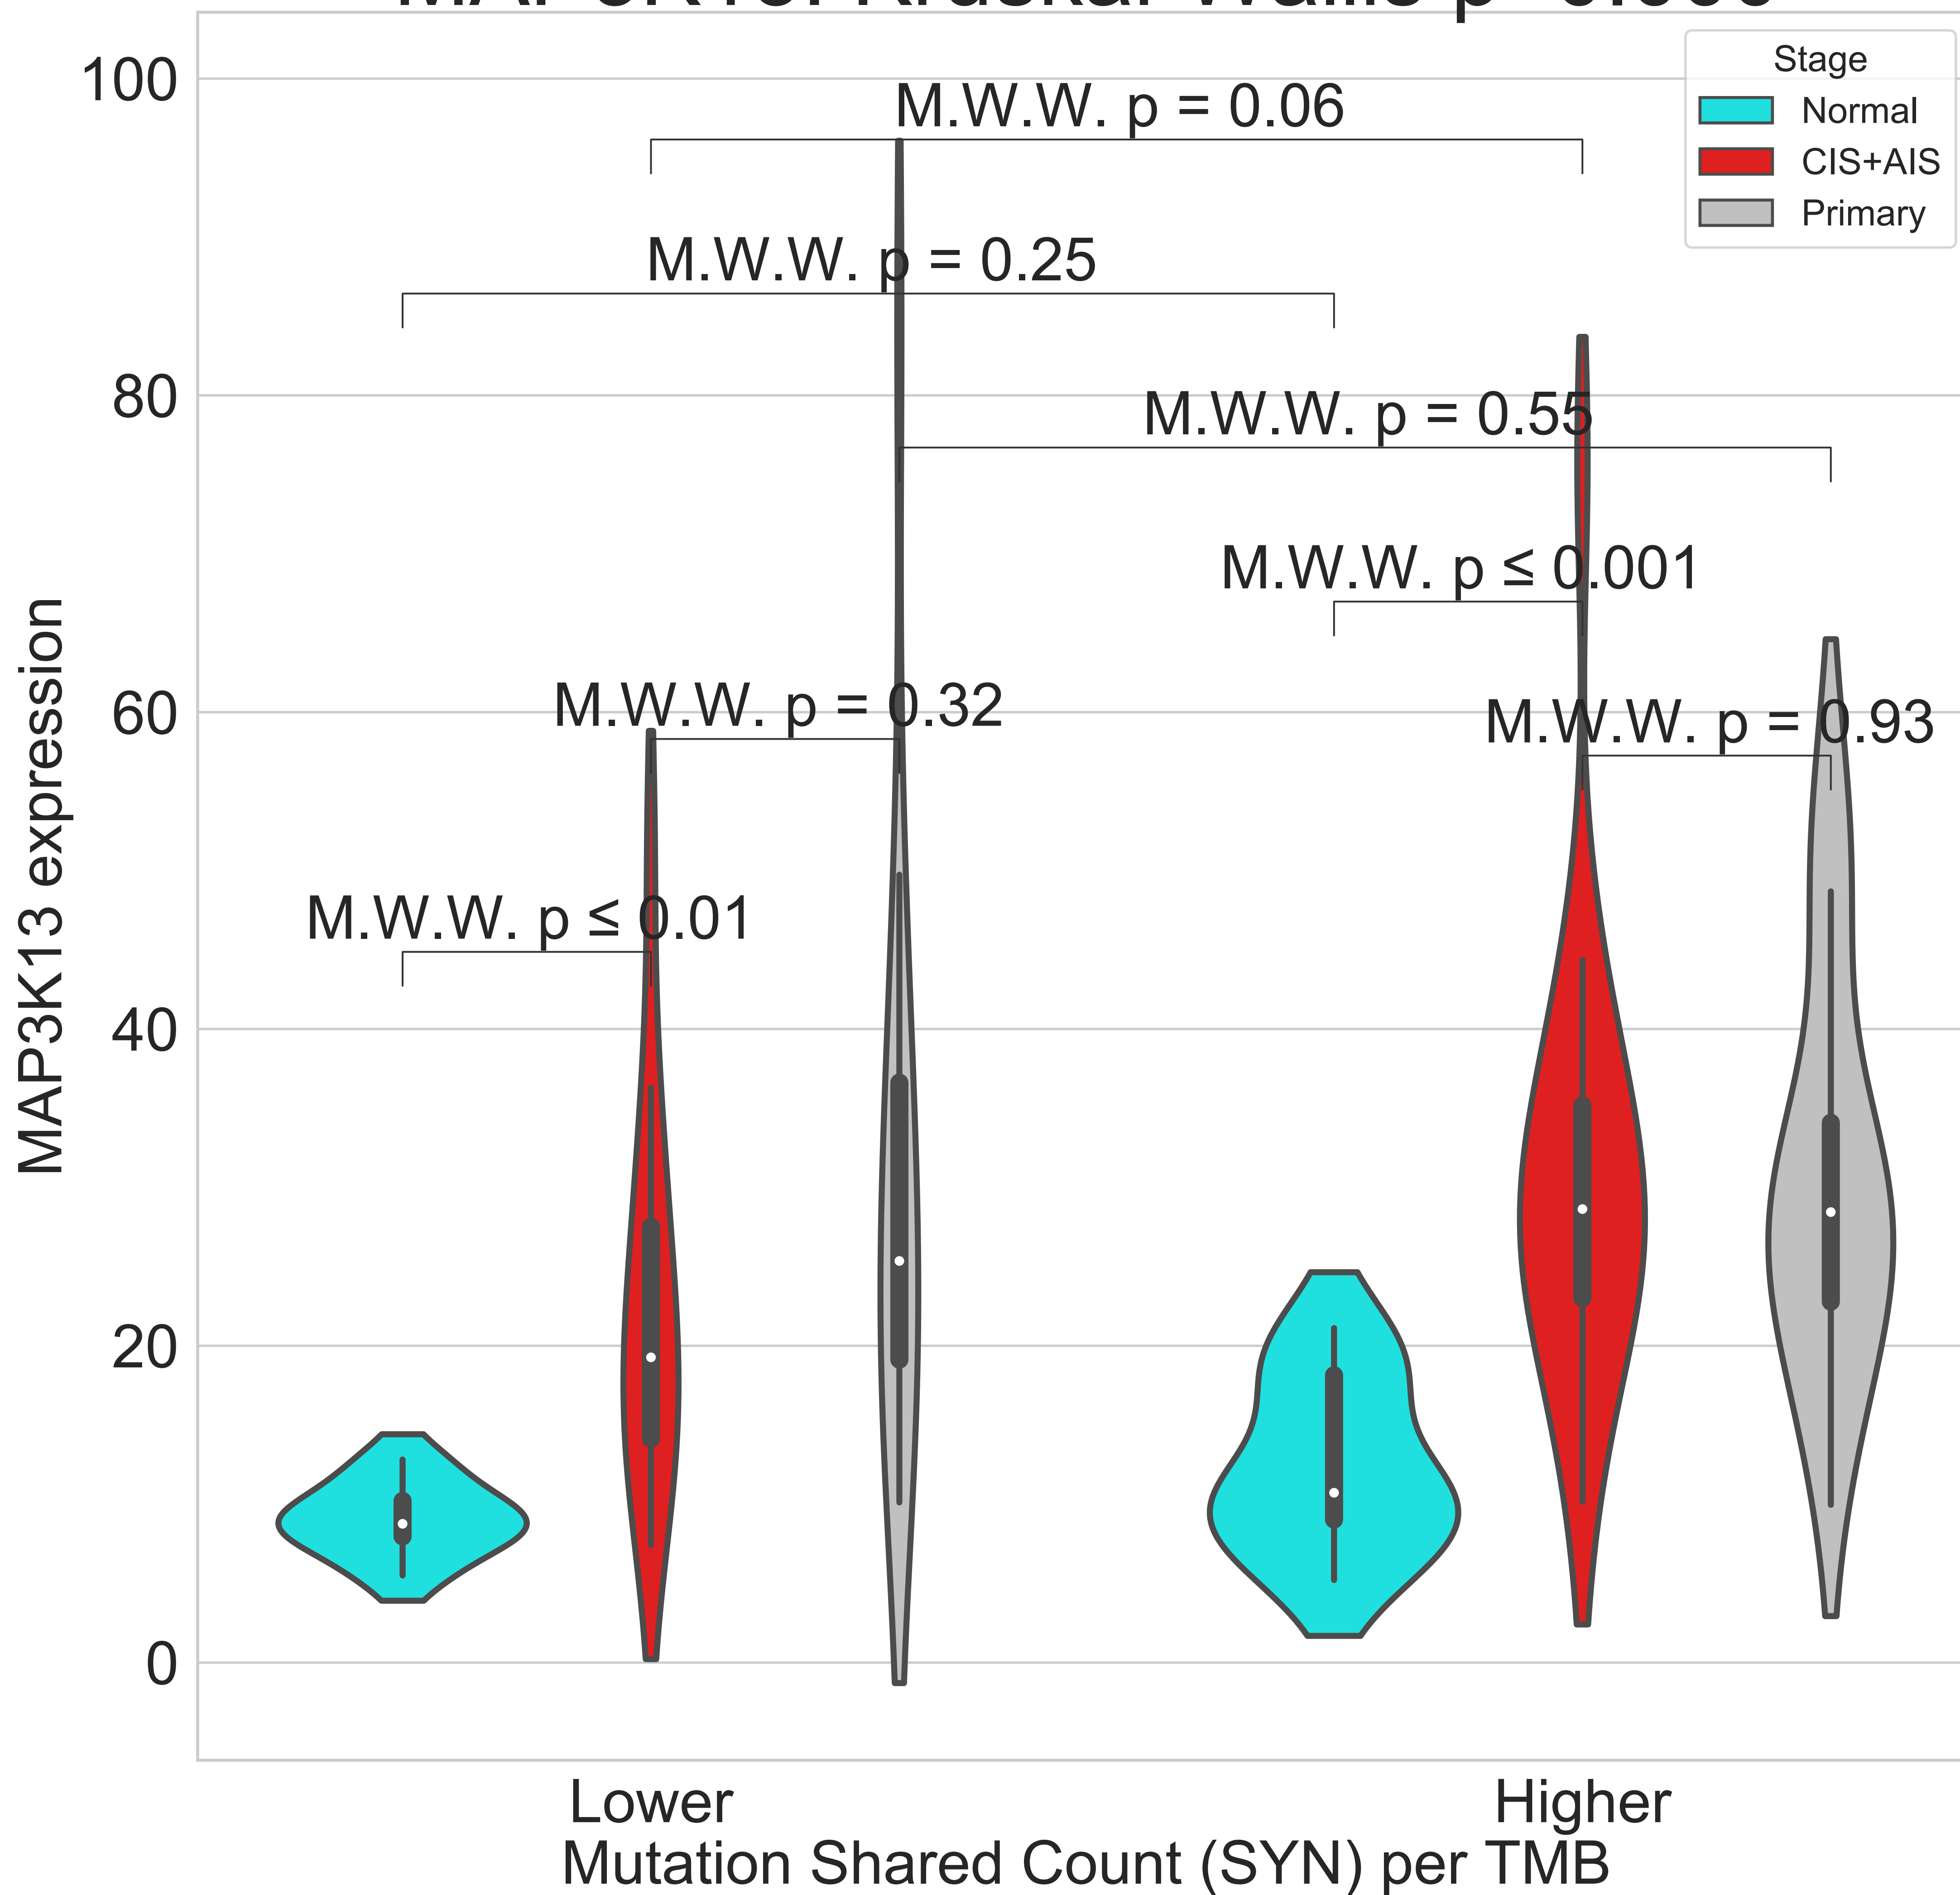 100
80
60
40
20
0
MAP3K13 expression
Stage
Normal
CIS+AIS
Primary
M.W.W. p = 0.06
M.W.W. p = 0.25
M.W.W. p = 0.55
M.W.W. p ≤ 0.001
M.W.W. p = 0.32
M.W.W. p = 0.93
M.W.W. p ≤ 0.01
Lower
Higher
Mutation Shared Count (SYN) per TMB